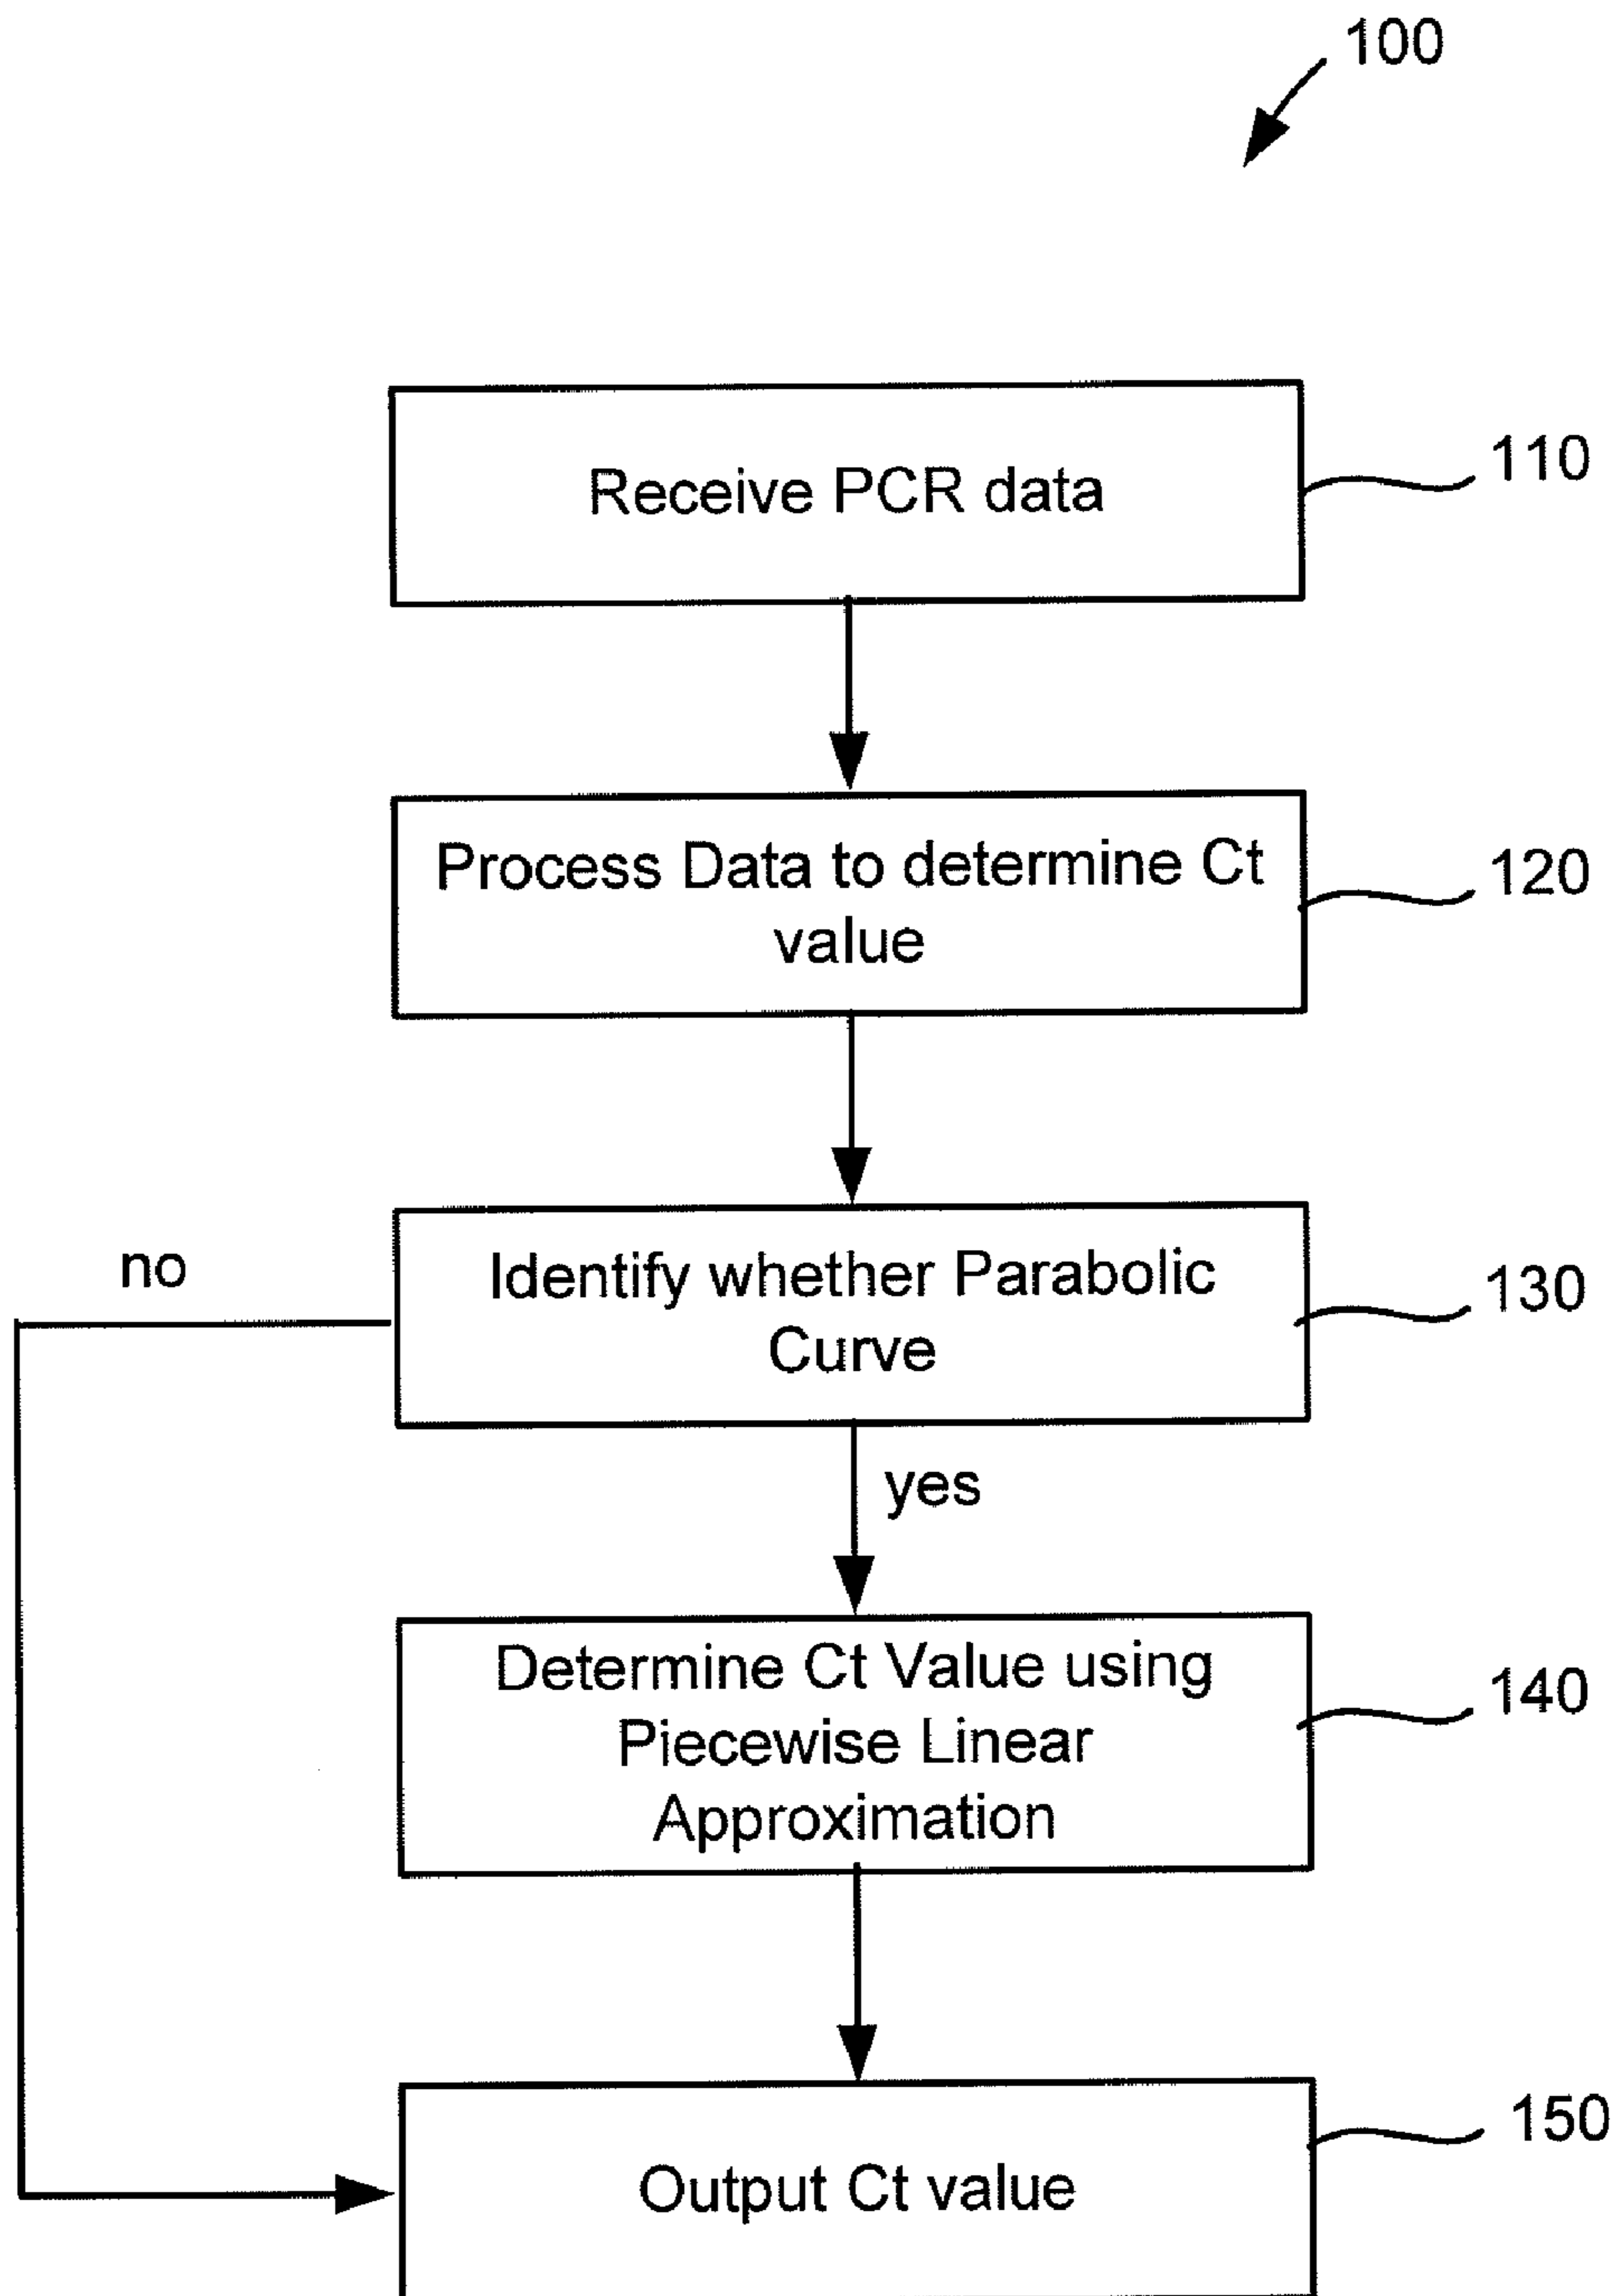 100
Receive PCR data
110
Process Data to determine Ct
value
120
no
Identify whether Parabolic
Curve
130
yes
Determine Ct Value using
Piecewise Linear
Approximation
140
Output Ct value
150